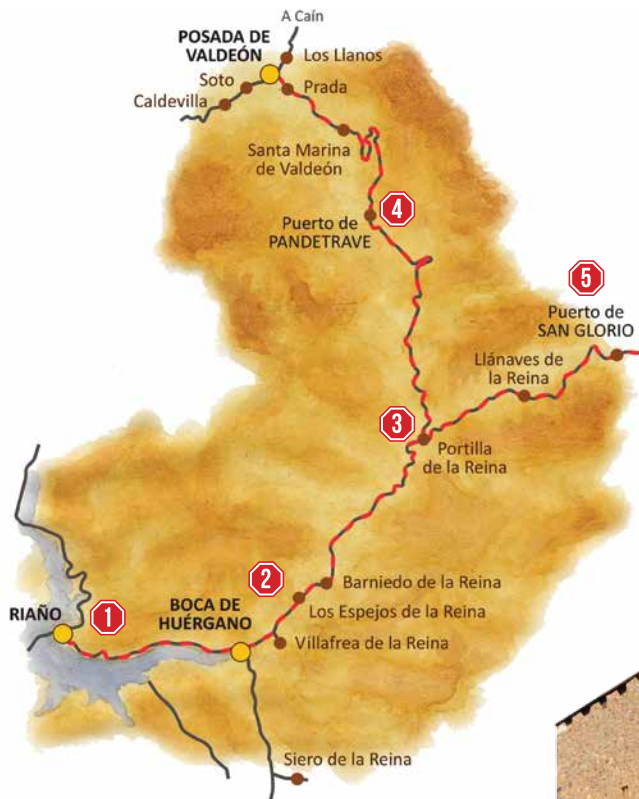 A Caín
POSADA DE
VALDEÓN
Los Llanos
Soto
Prada
Caldevilla
Santa Marina
de Valdeón
4
Puerto de
PANDETRAVE
5
Puerto de
SAN GLORIO
Llánaves de
la Reina
3
Portilla
de la Reina
2
Barniedo de la Reina
1
RIAÑO
BOCA DE
HUÉRGANO
Los Espejos de la Reina
Villafrea de la Reina
Siero de la Reina